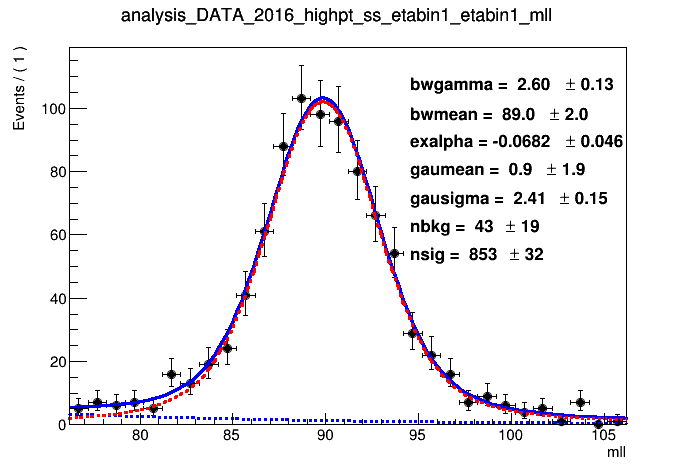 analysis_DATA_2016_highpt_ss_etabin1_etabin1_mll
Events / ( 1 )
bwgamma = 2.60 ± 0.13
bwmean = 89.0 ± 2.0
exalpha = -0.0682 ± 0.046
gaumean = 0.9 ± 1.9
gausigma = 2.41 ± 0.15
nbkg = 43 ± 19
nsig = 853 ± 32
100
80
60
40
20
0
80 85 90 95 100 105
mll